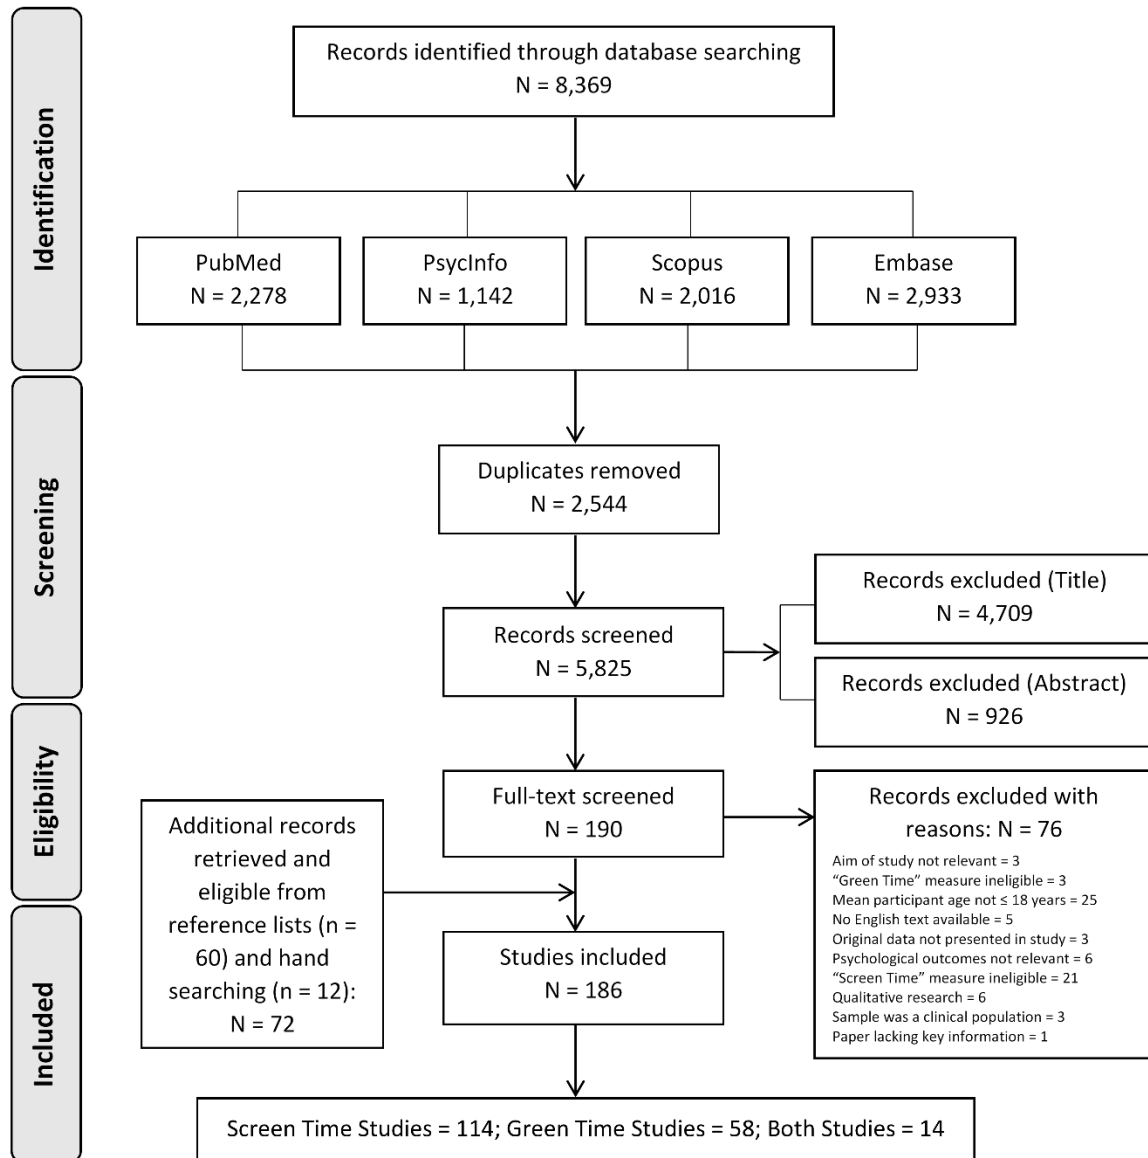 Identification
Records identified through database searching
N = 8,369
PubMed
N = 2,278
PsycInfo
N = 1,142
Scopus
N = 2,016
Embase
N = 2,933
Screening
Duplicates removed
N = 2,544
Records screened
N = 5,825
Records excluded (Title)
N = 4,709
Records excluded (Abstract)
N = 926
Eligibility
Full-text screened
N = 190
Records excluded with
reasons: N = 76
Aim of study not relevant = 3
“Green Time” measure ineligible = 3
Mean participant age not ≤ 18 years = 25
No English text available = 5
Original data not presented in study = 3
Psychological outcomes not relevant = 6
“Screen Time” measure ineligible = 21
Qualitative research = 6
Sample was a clinical population = 3
Paper lacking key information = 1
Additional records
retrieved and
eligible from
reference lists (n =
60) and hand
searching (n = 12):
N = 72
Included
Studies included
N = 186
Screen Time Studies = 114; Green Time Studies = 58; Both Studies = 14